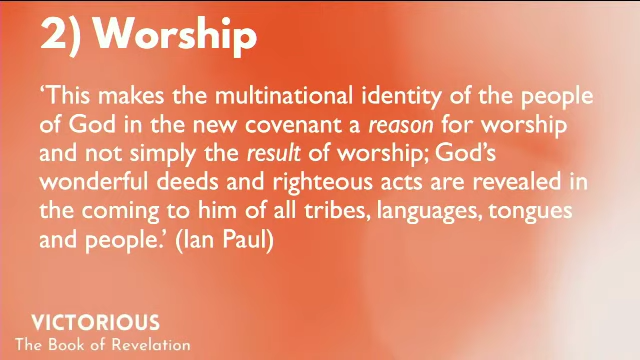 2) Worship
‘This makes the multinational identity of the people
of God in the new covenant a reason for worship
and not simply the result of worship; God’s
wonderful deeds and righteous acts are revealed in
the coming to him of all tribes, languages, tongues
and people.’ (Ian Paul)
VICTORIOUS
The Book of Revelation